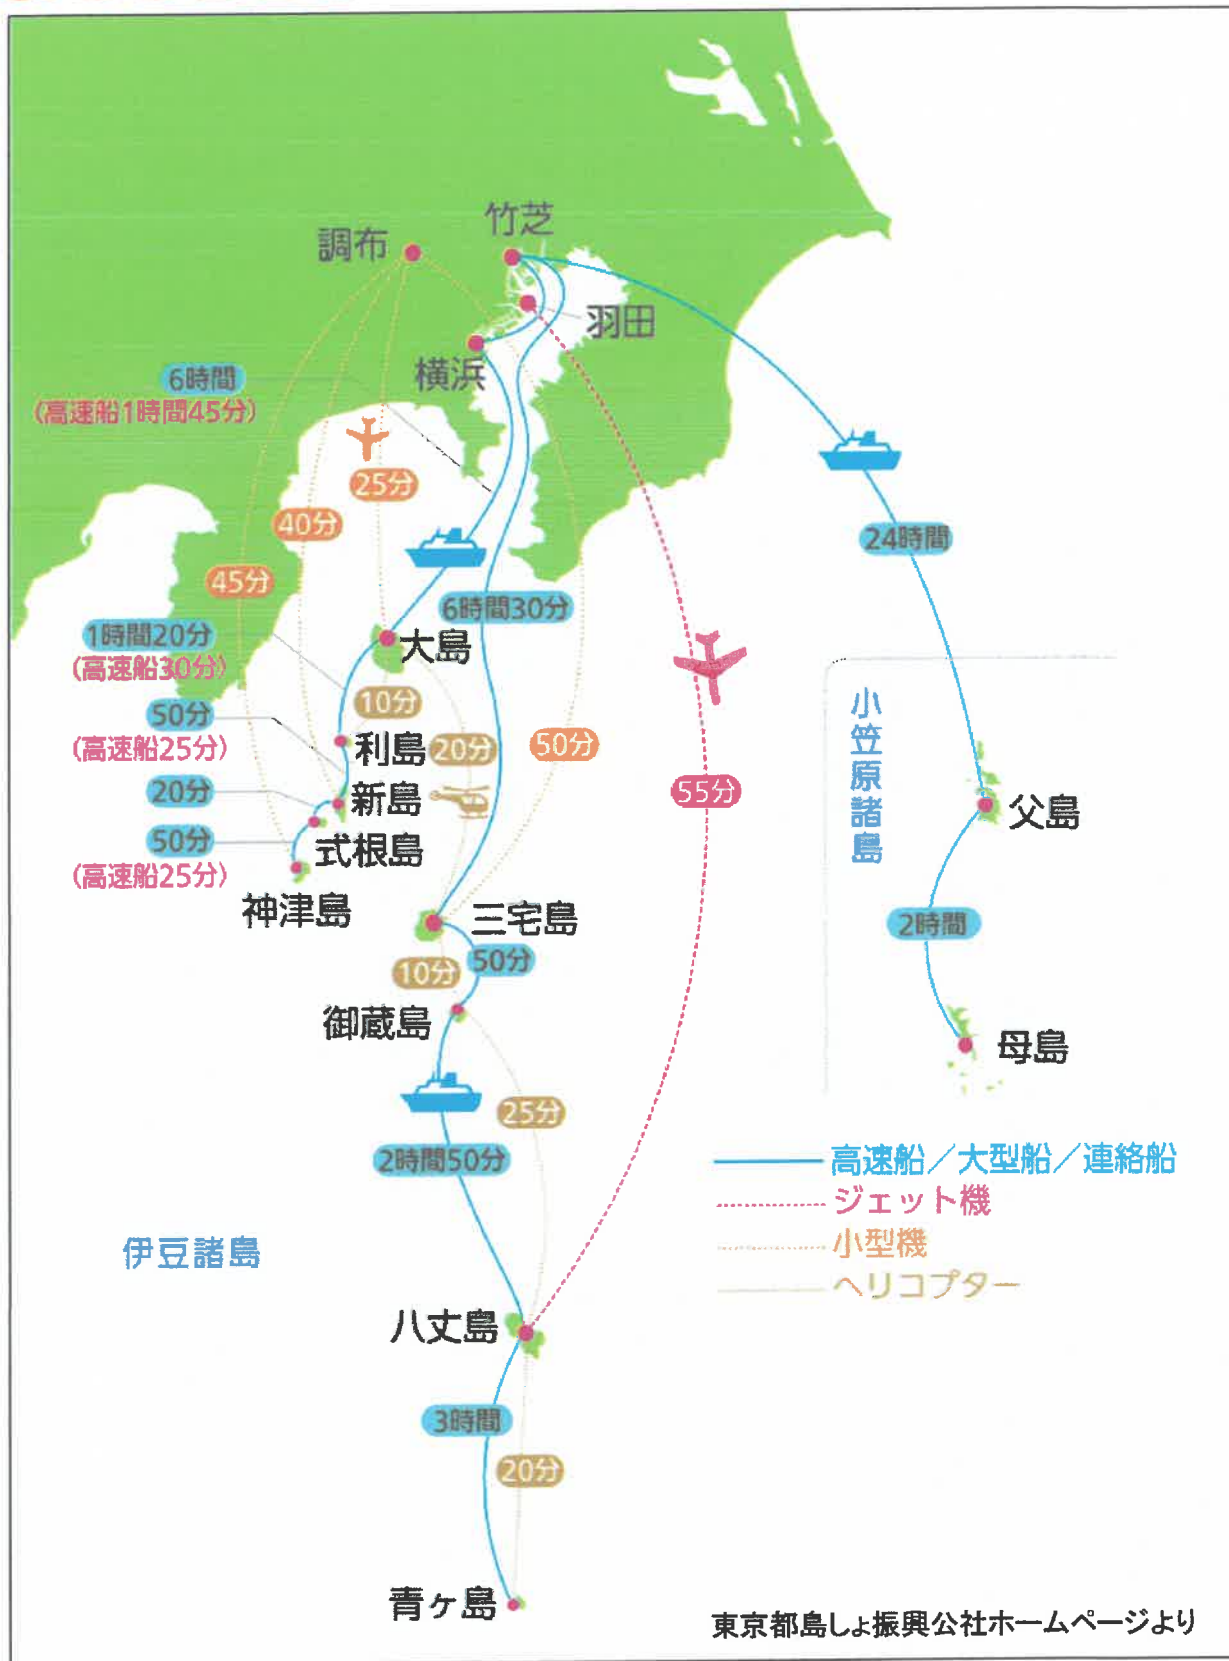 竹芝
調布
羽田
横浜
6時間
(高速船1時間45分)
25分
40分
24時間
45分
6時間30分
1時間20分
(高速船30分)
大島
10分
小笠原諸島
50分
(高速船25分)
利島
20分
50分
55分
20分
新島
父島
50分
(高速船25分)
式根島
神津島
三宅島
2時間
10分
50分
御蔵島
母島
25分
2時間50分
高速船/大型船/連絡船
ジェット機
小型機
ヘリコプター
伊豆諸島
八丈島
3時間
20分
青ヶ島
東京都島しょ振興公社ホームページより